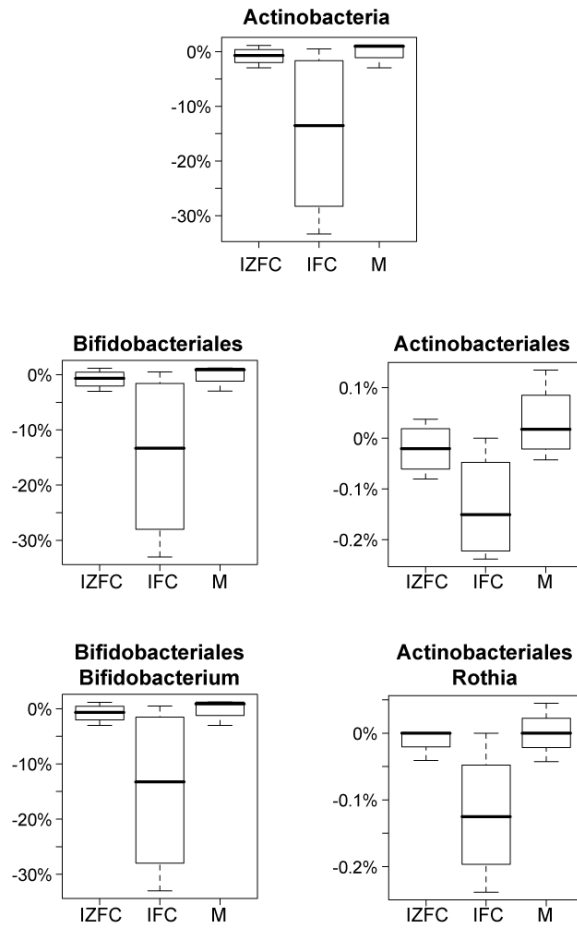 Actinobacteria
0%
-10%
-20%
-30%
IZFC IFC M
Bifidobacteriales
0%
-10%
-20%
-30%
IZFC IFC M
Actinobacteriales
0.1%
0%
-0.1%
-0.2%
IZFC IFC M
Bifidobacteriales
Bifidobacterium
0%
-10%
-20%
-30%
IZFC IFC M
Actinobacteriales
Rothia
0%
-0.1%
-0.2%
IZFC IFC M